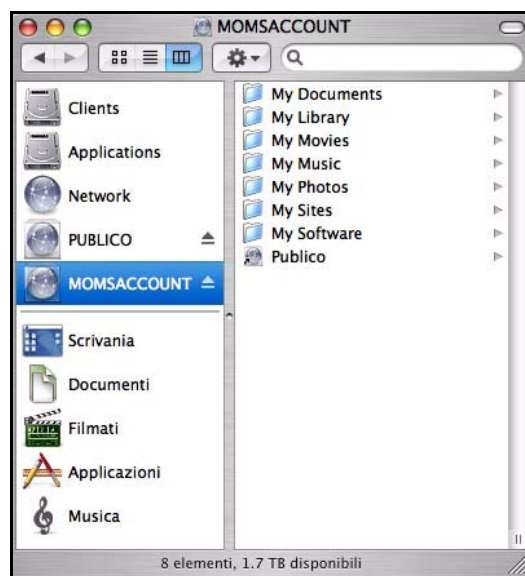 MOMSACCOUNT
Clients
Applications
Network
PUBLICO
MOMSACCOUNT
Scrivania
Documenti
Filmati
Applicazioni
Musica
My Documents
My Library
My Movies
My Music
My Photos
My Sites
My Software
Publico
8 elementi, 1.7 TB disponibili